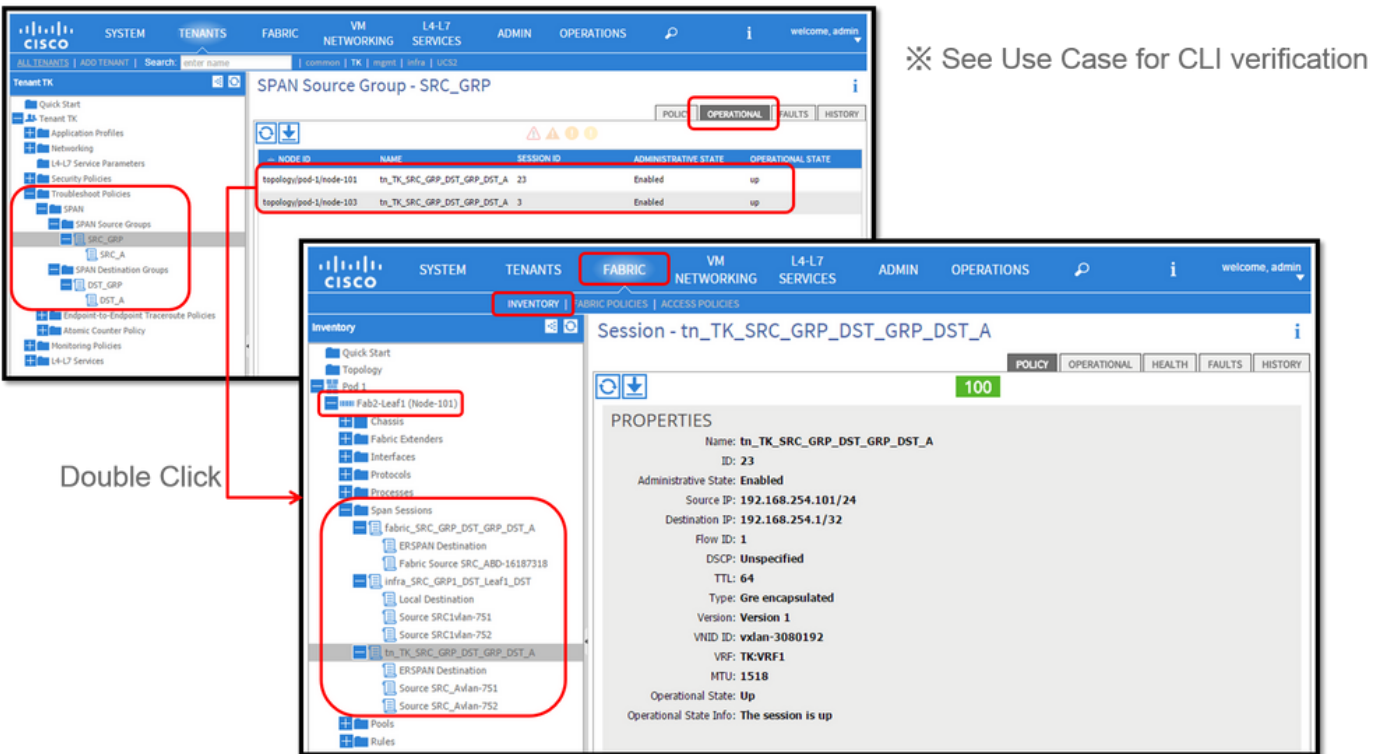 CISCO
SYSTEM
TENANTS
FABRIC
VM NETWORKING
L4-L7 SERVICES
ADMIN
OPERATIONS
i
welcome, admin
ALL TENANTS | ADD TENANT | Search: enter name | common | TK | mgmt | infra | UCS2
※ See Use Case for CLI verification
Tenant TK
Quick Start
Tenant TK
Application Profiles
Networking
L4-L7 Service Parameters
Security Policies
Troubleshoot Policies
SPAN
SPAN Source Groups
SRC_GRP
SRC_A
SPAN Destination Groups
DST_GRP
DST_A
Endpoint-to-Endpoint Traceroute Policies
Atomic Counter Policy
Monitoring Policies
L4-L7 Services
SPAN Source Group - SRC_GRP
i
POLICY OPERATIONAL FAULTS HISTORY
NODE ID NAME SESSION ID ADMINISTRATIVE STATE OPERATIONAL STATE
topology/pod-1/node-101 tn_TK_SRC_GRP_DST_GRP_DST_A 23 Enabled up
topology/pod-1/node-103 tn_TK_SRC_GRP_DST_GRP_DST_A 3 Enabled up
Double Click
CISCO
SYSTEM
TENANTS
FABRIC
VM NETWORKING
L4-L7 SERVICES
ADMIN
OPERATIONS
i
welcome, admin
INVENTORY | FABRIC POLICIES | ACCESS POLICIES
Inventory
Quick Start
Topology
Pod 1
Fab2-Leaf1 (Node-101)
Chassis
Fabric Extenders
Interfaces
Protocols
Processes
Span Sessions
fabric_SRC_GRP_DST_GRP_DST_A
ERSPAN Destination
Fabric Source SRC_ABD-16187318
infra_SRC_GRP1_DST_Leaf1_DST
Local Destination
Source SRC1vlan-751
Source SRC1vlan-752
tn_TK_SRC_GRP_DST_GRP_DST_A
ERSPAN Destination
Source SRC_Avlan-751
Source SRC_Avlan-752
Pools
Rules
Session - tn_TK_SRC_GRP_DST_GRP_DST_A
i
POLICY OPERATIONAL HEALTH FAULTS HISTORY
100
PROPERTIES
Name: tn_TK_SRC_GRP_DST_GRP_DST_A
ID: 23
Administrative State: Enabled
Source IP: 192.168.254.101/24
Destination IP: 192.168.254.1/32
Flow ID: 1
DSCP: Unspecified
TTL: 64
Type: Gre encapsulated
Version: Version 1
VNID ID: vxlan-3080192
VRF: TK:VRF1
MTU: 1518
Operational State: Up
Operational State Info: The session is up